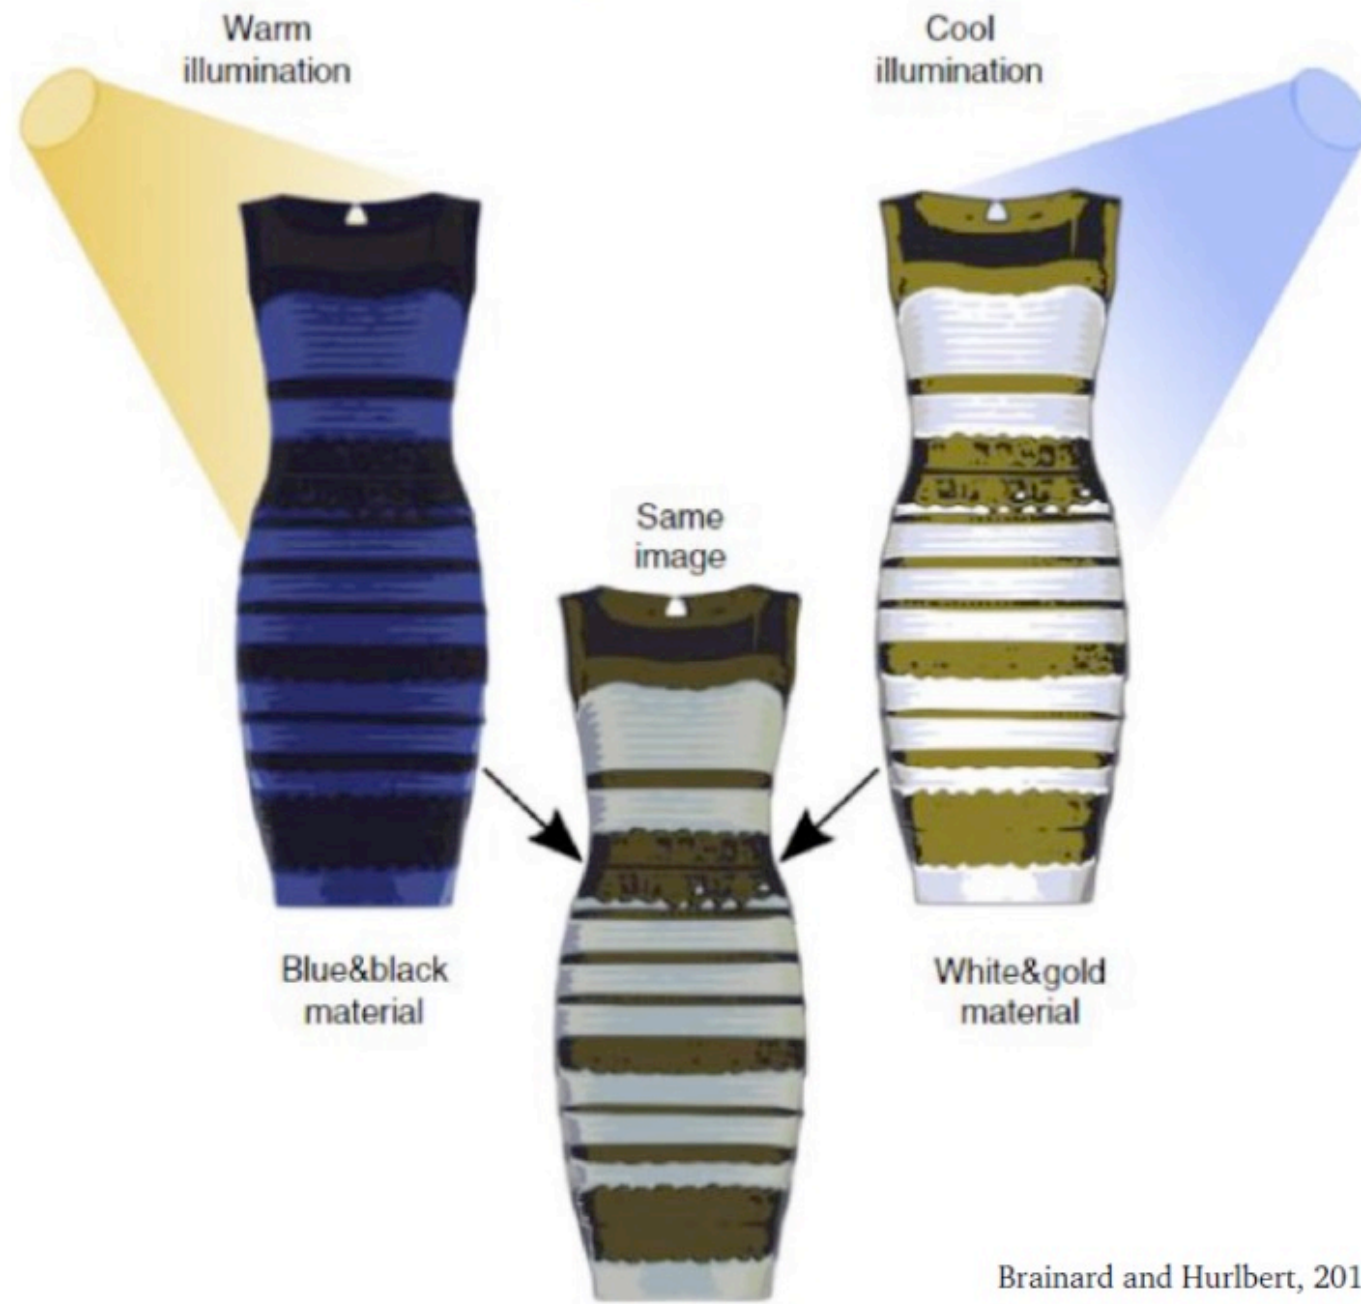 Warm
illumination
Cool
illumination
Same
image
Blue&black
material
White&gold
material
Brainard and Hurlbert, 201